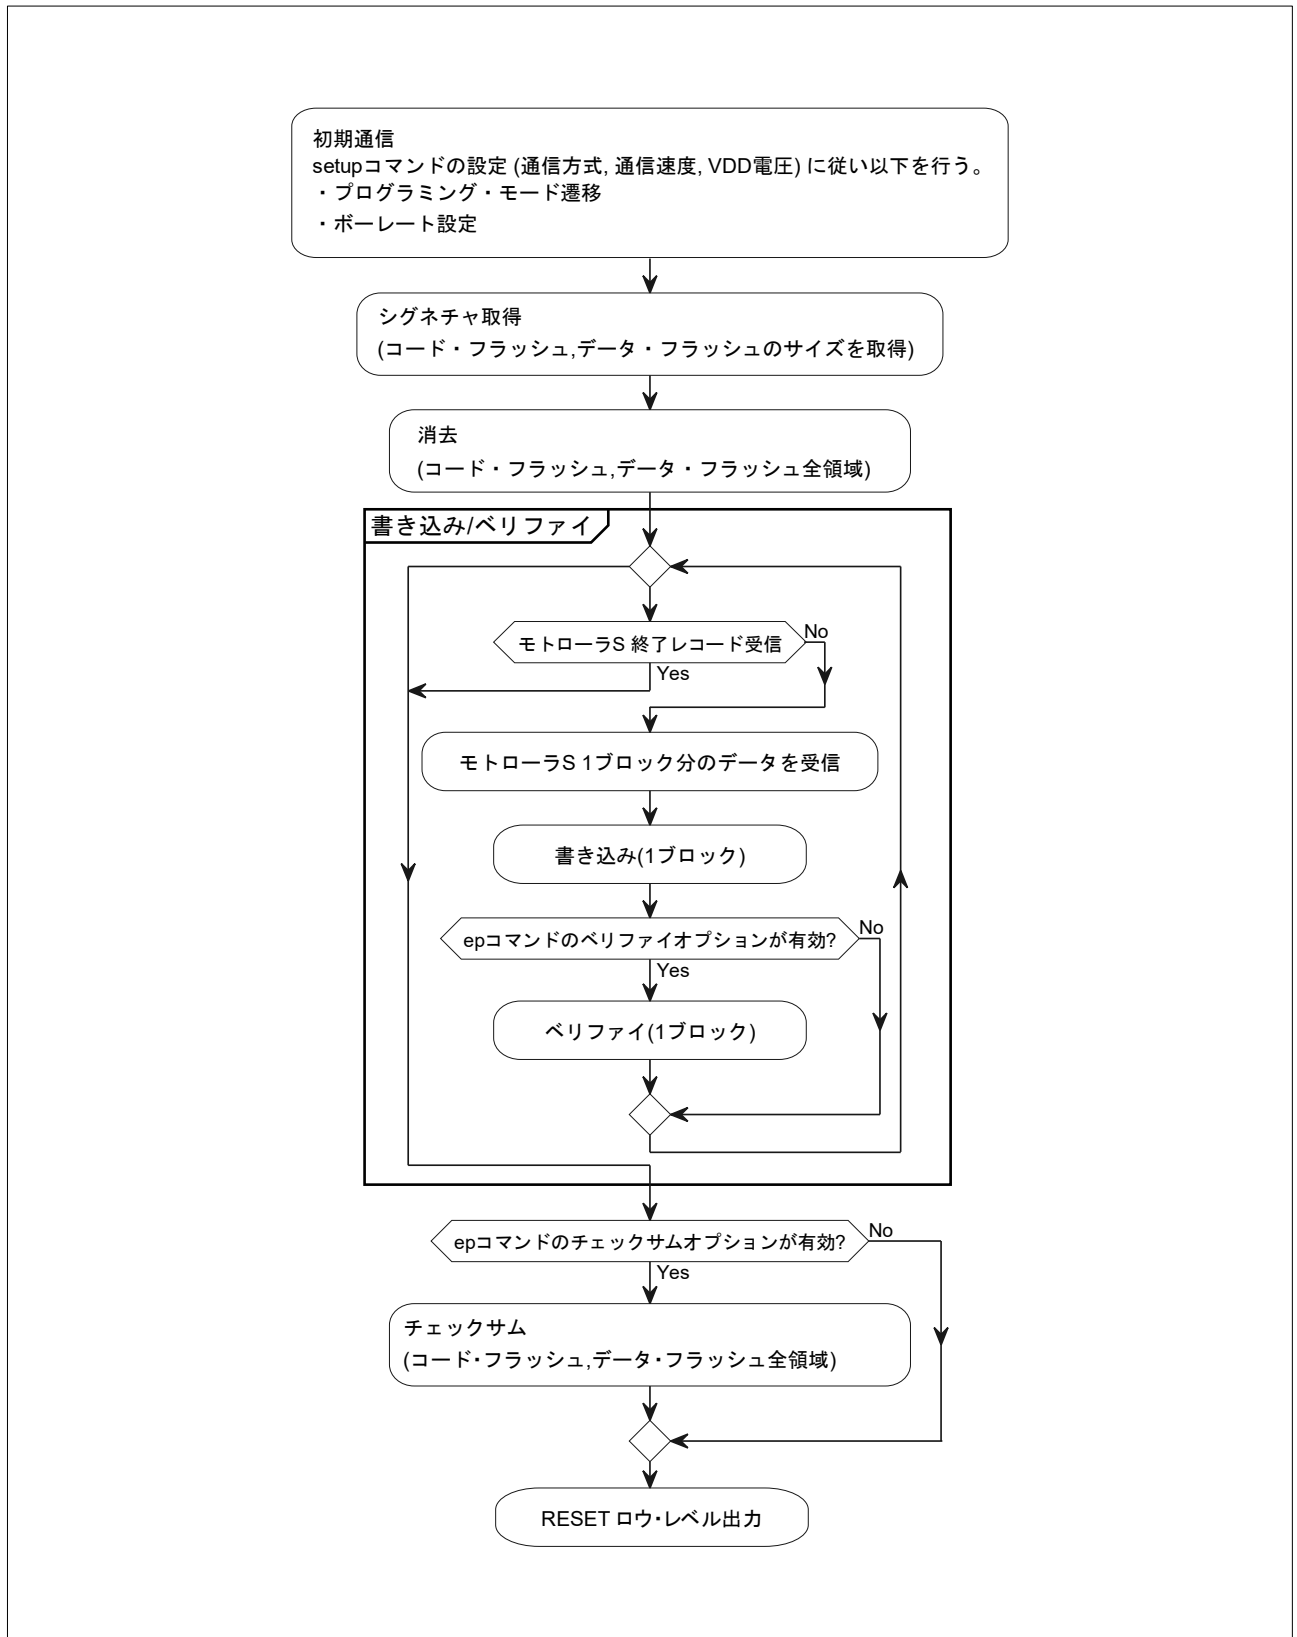 初期通信
setupコマンドの設定 (通信方式, 通信速度, VDD電圧) に従い以下を行う。
・プログラミング・モード遷移
・ボーレート設定
シグネチャ取得
(コード・フラッシュ,データ・フラッシュのサイズを取得)
消去
(コード・フラッシュ,データ・フラッシュ全領域)
書き込み/ベリファイ
モトローラS 終了レコード受信
No
Yes
モトローラS 1ブロック分のデータを受信
書き込み(1ブロック)
epコマンドのベリファイオプションが有効?
No
Yes
ベリファイ(1ブロック)
epコマンドのチェックサムオプションが有効?
No
Yes
チェックサム
(コード・フラッシュ,データ・フラッシュ全領域)
RESET ロウ・レベル出力